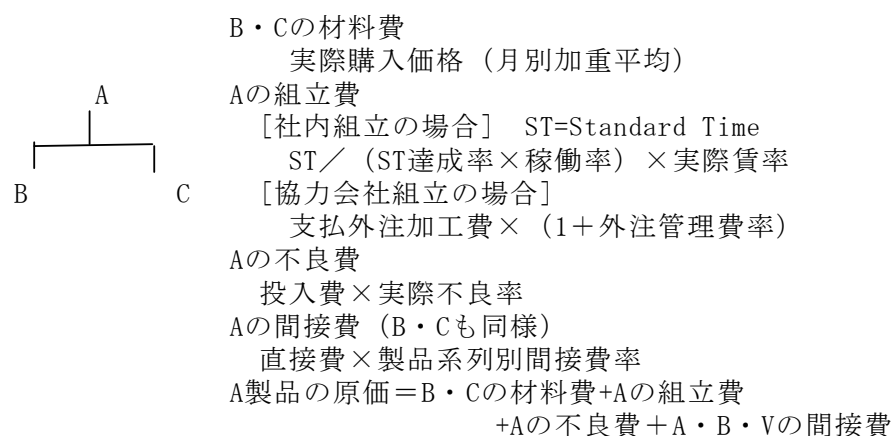 B・Cの材料費
実際購入価格（月別加重平均）
A
Aの組立費
[社内組立の場合] ST=Standard Time
ST／（ST達成率×稼働率）×実際賃率
B C
[協力会社組立の場合]
支払外注加工費×（1＋外注管理費率）
Aの不良費
投入費×実際不良率
Aの間接費（B・Cも同様）
直接費×製品系列別間接費率
A製品の原価＝B・Cの材料費+Aの組立費
+Aの不良費＋A・B・Vの間接費